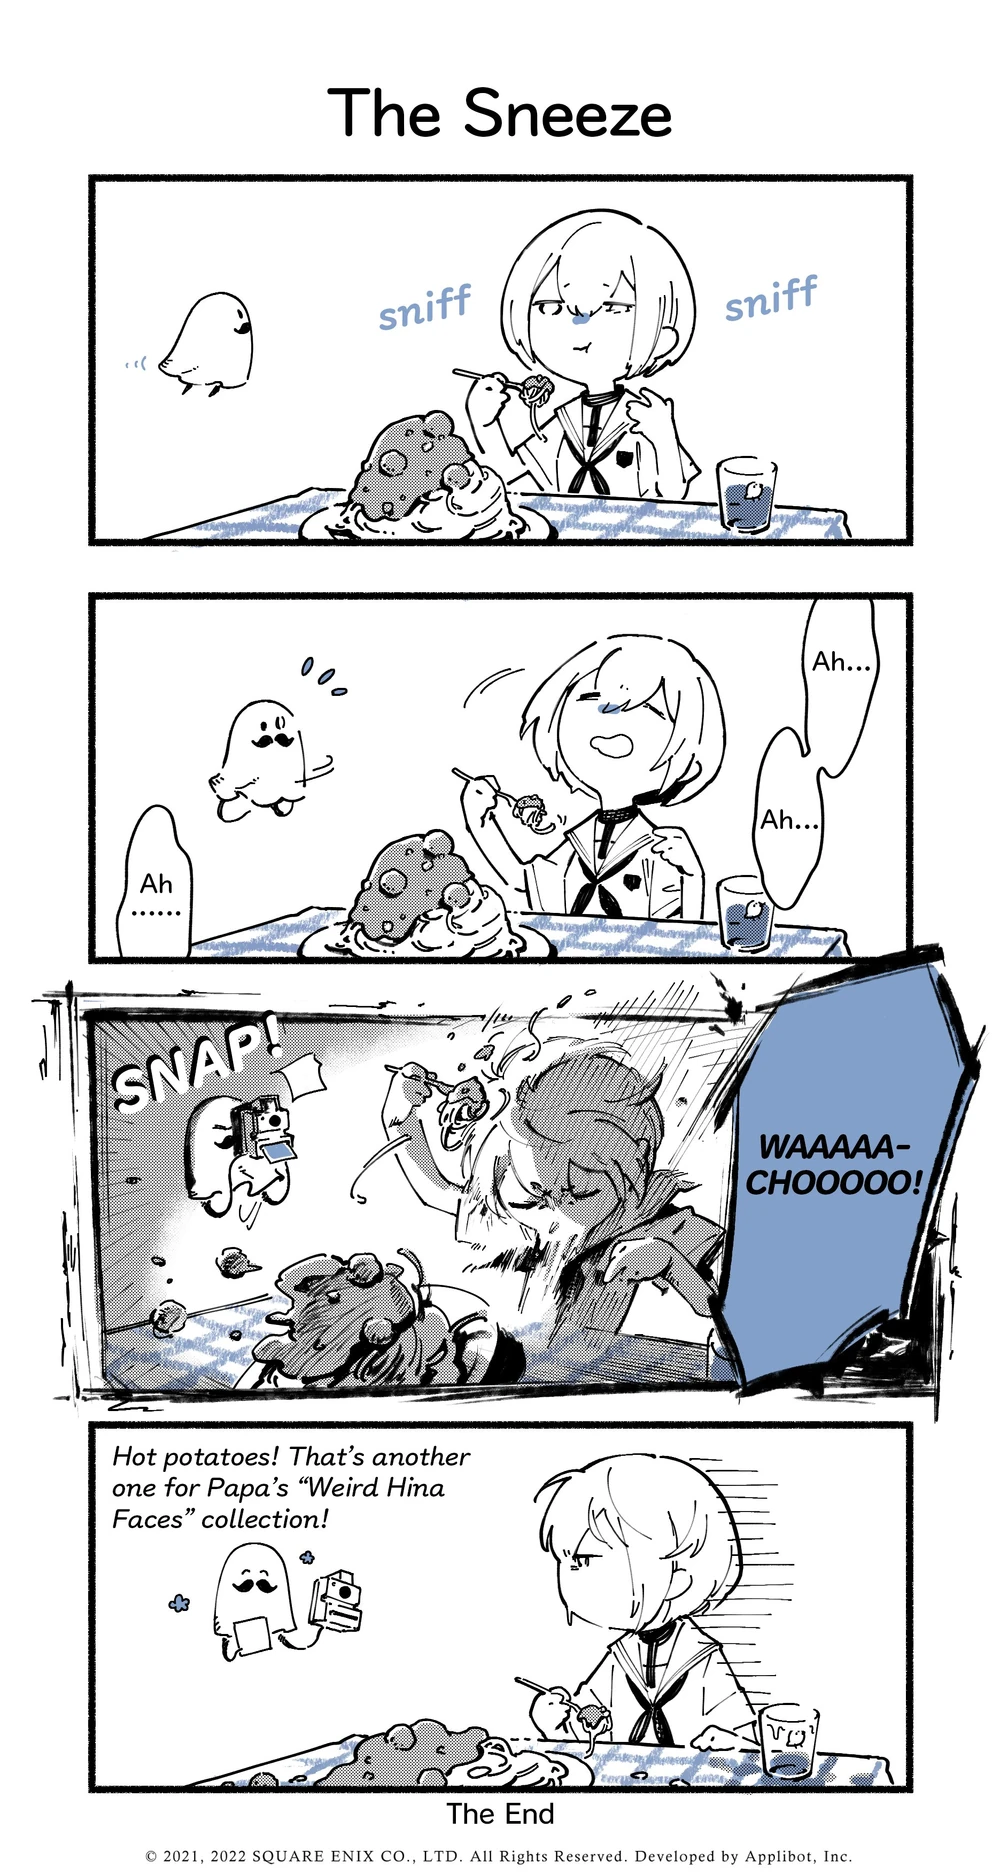 The Sneeze
sniff
sniff
Ah...
Ah...
Ah
......
SNAP!
WAAAAA-
CHOOOOO!
Hot potatoes! That's another
one for Papa's "Weird Hina
Faces" collection!
The End
© 2021, 2022 SQUARE ENIX CO., LTD. All Rights Reserved. Developed by Applibot, Inc.